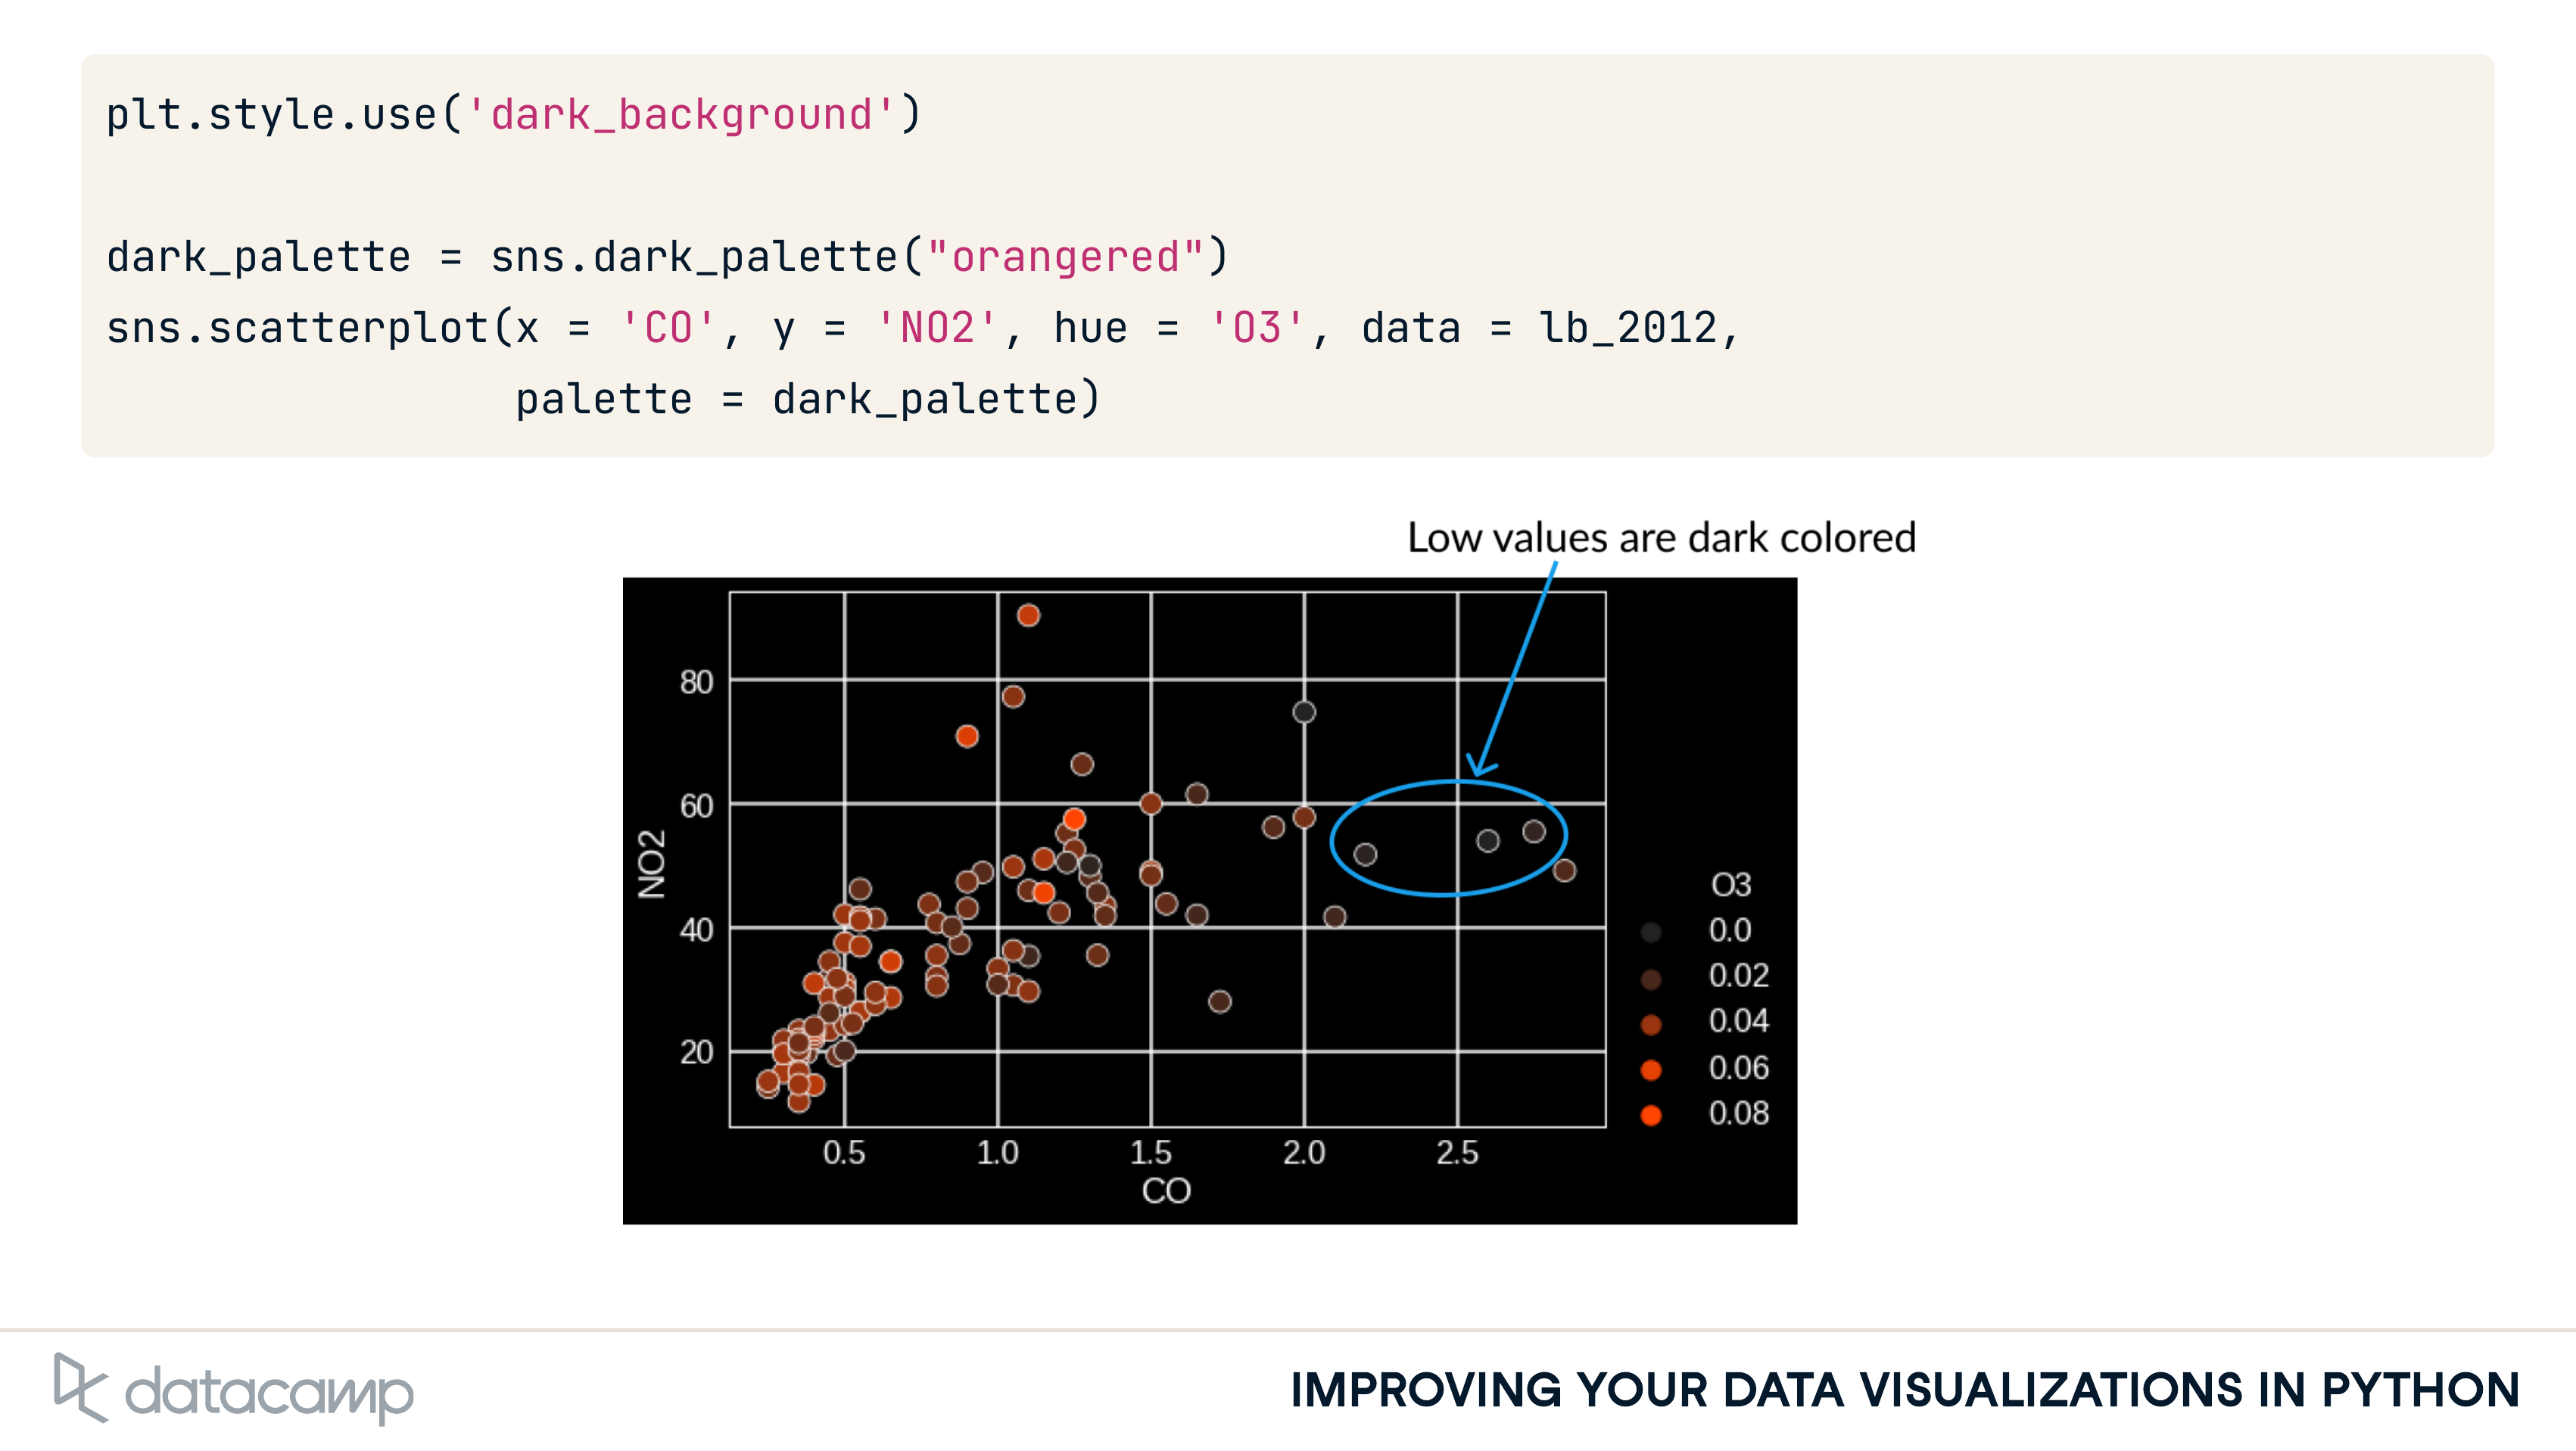 plt.style.use('dark_background')
dark_palette = sns.dark_palette("orangered")
sns.scatterplot(x = 'CO', y = 'NO2', hue = 'O3', data = lb_2012,
palette = dark_palette)
Low values are dark colored
80
60
40
20
NO2
0.5 1.0 1.5 2.0 2.5
CO
O3
0.0
0.02
0.04
0.06
0.08
datacamp
IMPROVING YOUR DATA VISUALIZATIONS IN PYTHON